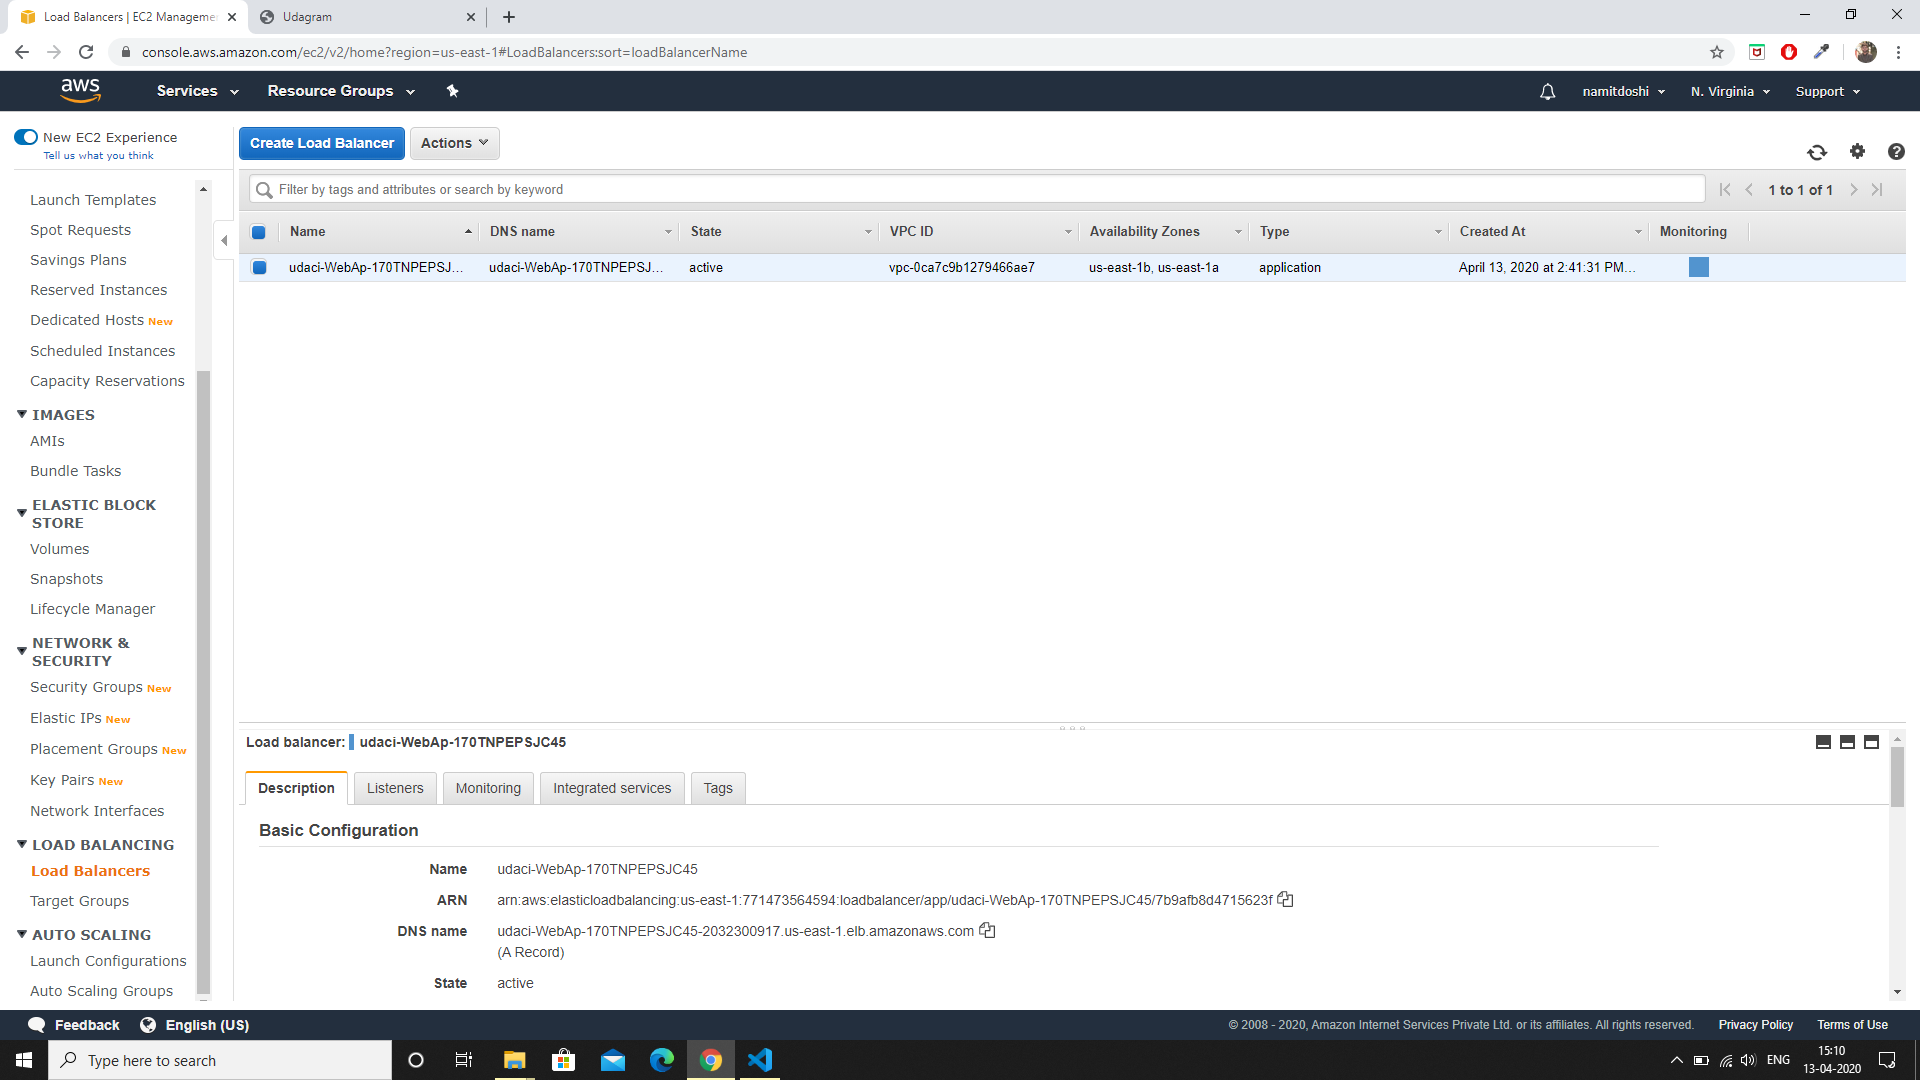 Load Balancers | EC2 Manageme
Udagram
console.aws.amazon.com/ec2/v2/home?region=us-east-1#LoadBalancers:sort=loadBalancerName
aws
Services
Resource Groups
namitdoshi
N. Virginia
Support
New EC2 Experience
Tell us what you think
Launch Templates
Spot Requests
Savings Plans
Reserved Instances
Dedicated Hosts New
Scheduled Instances
Capacity Reservations
IMAGES
AMIs
Bundle Tasks
ELASTIC BLOCK
STORE
Volumes
Snapshots
Lifecycle Manager
NETWORK &
SECURITY
Security Groups New
Elastic IPs New
Placement Groups New
Key Pairs New
Network Interfaces
LOAD BALANCING
Load Balancers
Target Groups
AUTO SCALING
Launch Configurations
Auto Scaling Groups
Create Load Balancer
Actions
Filter by tags and attributes or search by keyword
1 to 1 of 1
Name DNS name State VPC ID Availability Zones Type Created At Monitoring
udaci-WebAp-170TNPEPSJ... udaci-WebAp-170TNPEPSJ... active vpc-0ca7c9b1279466ae7 us-east-1b, us-east-1a application April 13, 2020 at 2:41:31 PM...
Load balancer: udaci-WebAp-170TNPEPSJC45
Description Listeners Monitoring Integrated services Tags
Basic Configuration
Name udaci-WebAp-170TNPEPSJC45
ARN arn:aws:elasticloadbalancing:us-east-1:771473564594:loadbalancer/app/udaci-WebAp-170TNPEPSJC45/7b9afb8d4715623f
DNS name udaci-WebAp-170TNPEPSJC45-2032300917.us-east-1.elb.amazonaws.com
(A Record)
State active
Feedback
English (US)
© 2008 - 2020, Amazon Internet Services Private Ltd. or its affiliates. All rights reserved.
Privacy Policy
Terms of Use
Type here to search
ENG
15:10
13-04-2020